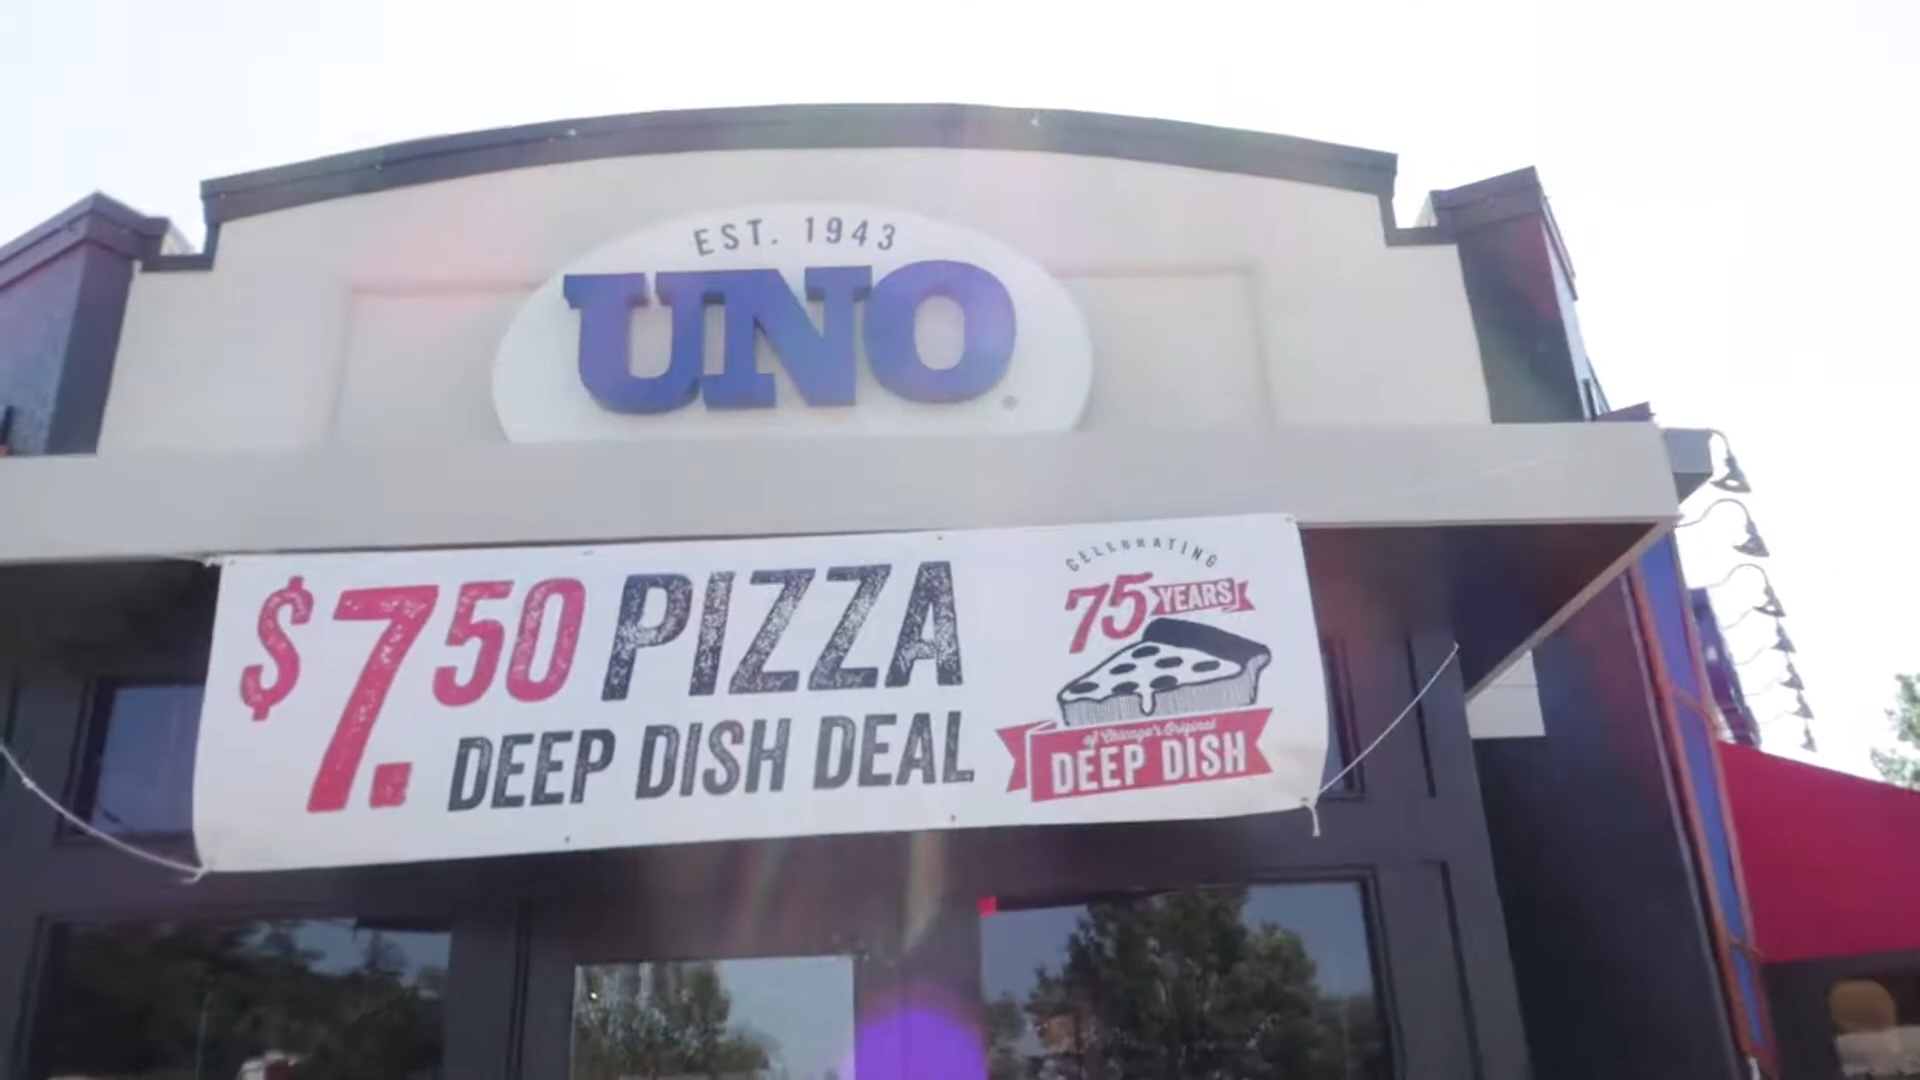 EST. 1943
UNO
®
$7.50 PIZZA
DEEP DISH DEAL
CELEBRATING
75 YEARS
of Chicago's Original
DEEP DISH